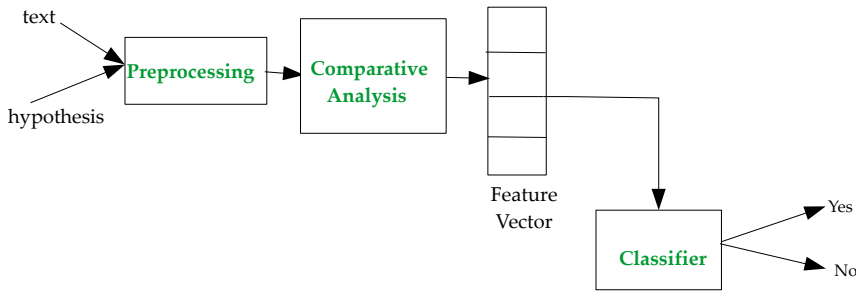 text
hypothesis
Preprocessing
Comparative
Analysis
Feature
Vector
Classifier
Yes
No